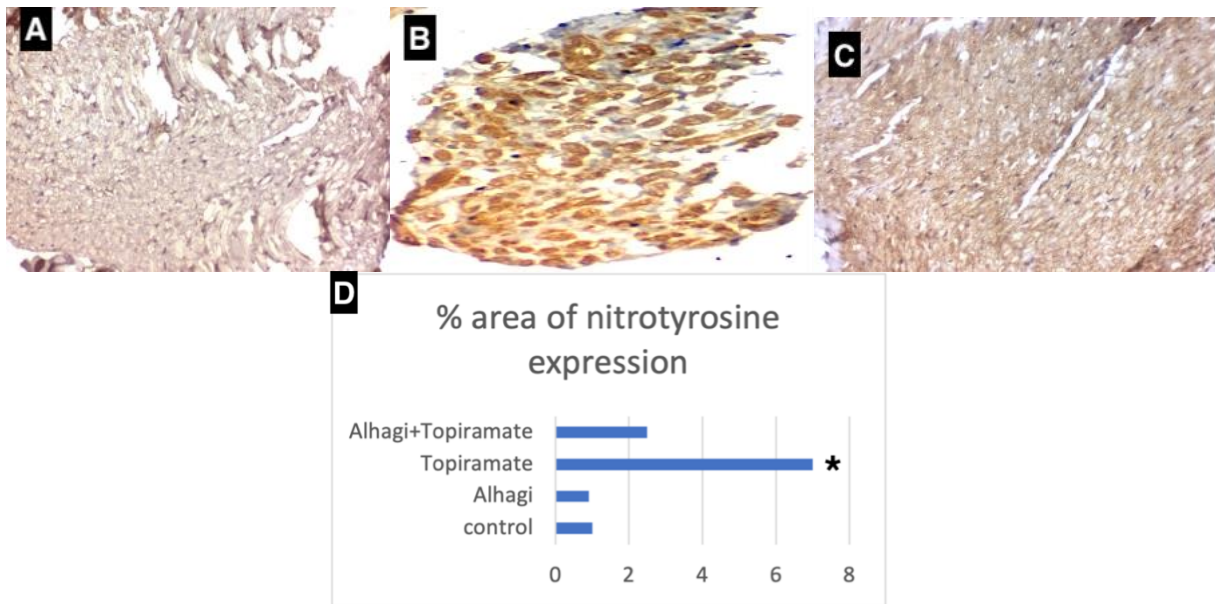 A
B
C
D
% area of nitrotyrosine
expression
Alhagi+Topiramate
Topiramate
*
Alhagi
control
0 2 4 6 8